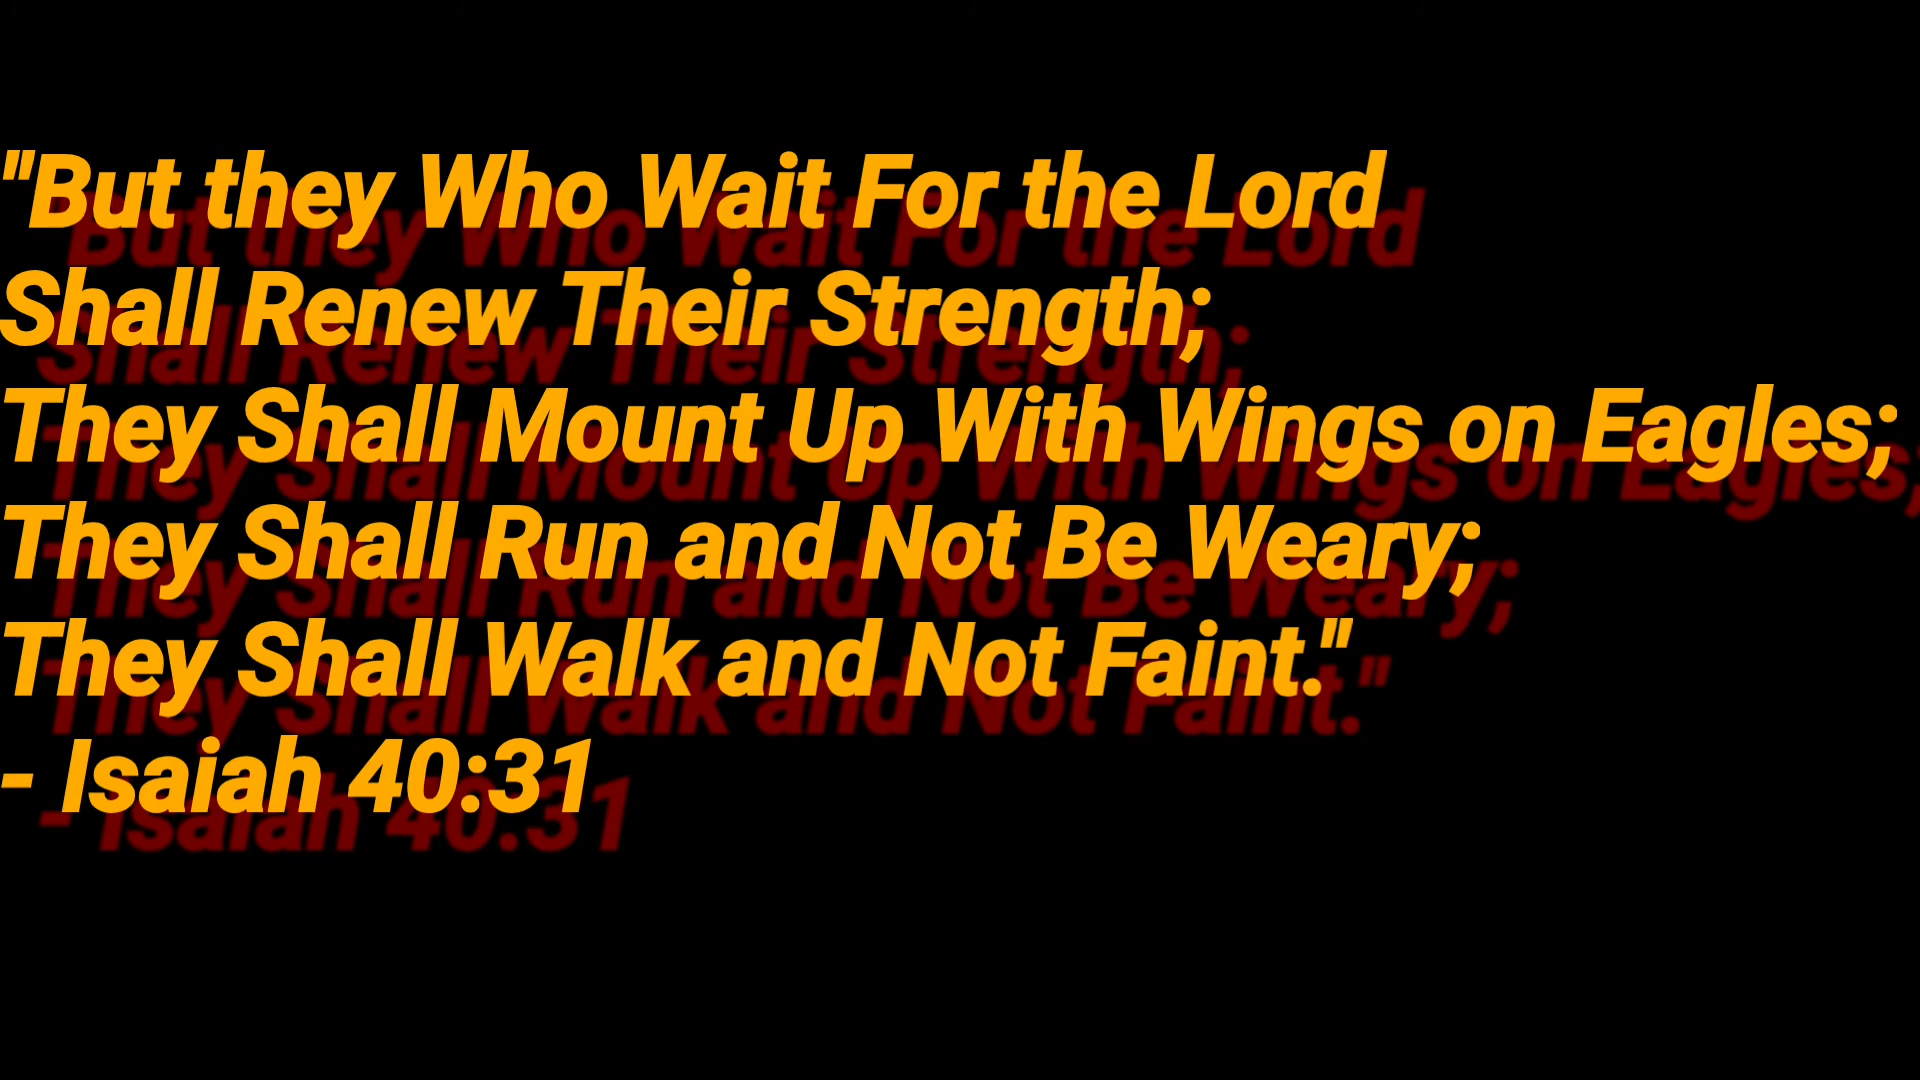 "But they Who Wait For the Lord
Shall Renew Their Strength;
They Shall Mount Up With Wings on Eagles;
They Shall Run and Not Be Weary;
They Shall Walk and Not Faint."
- Isaiah 40:31